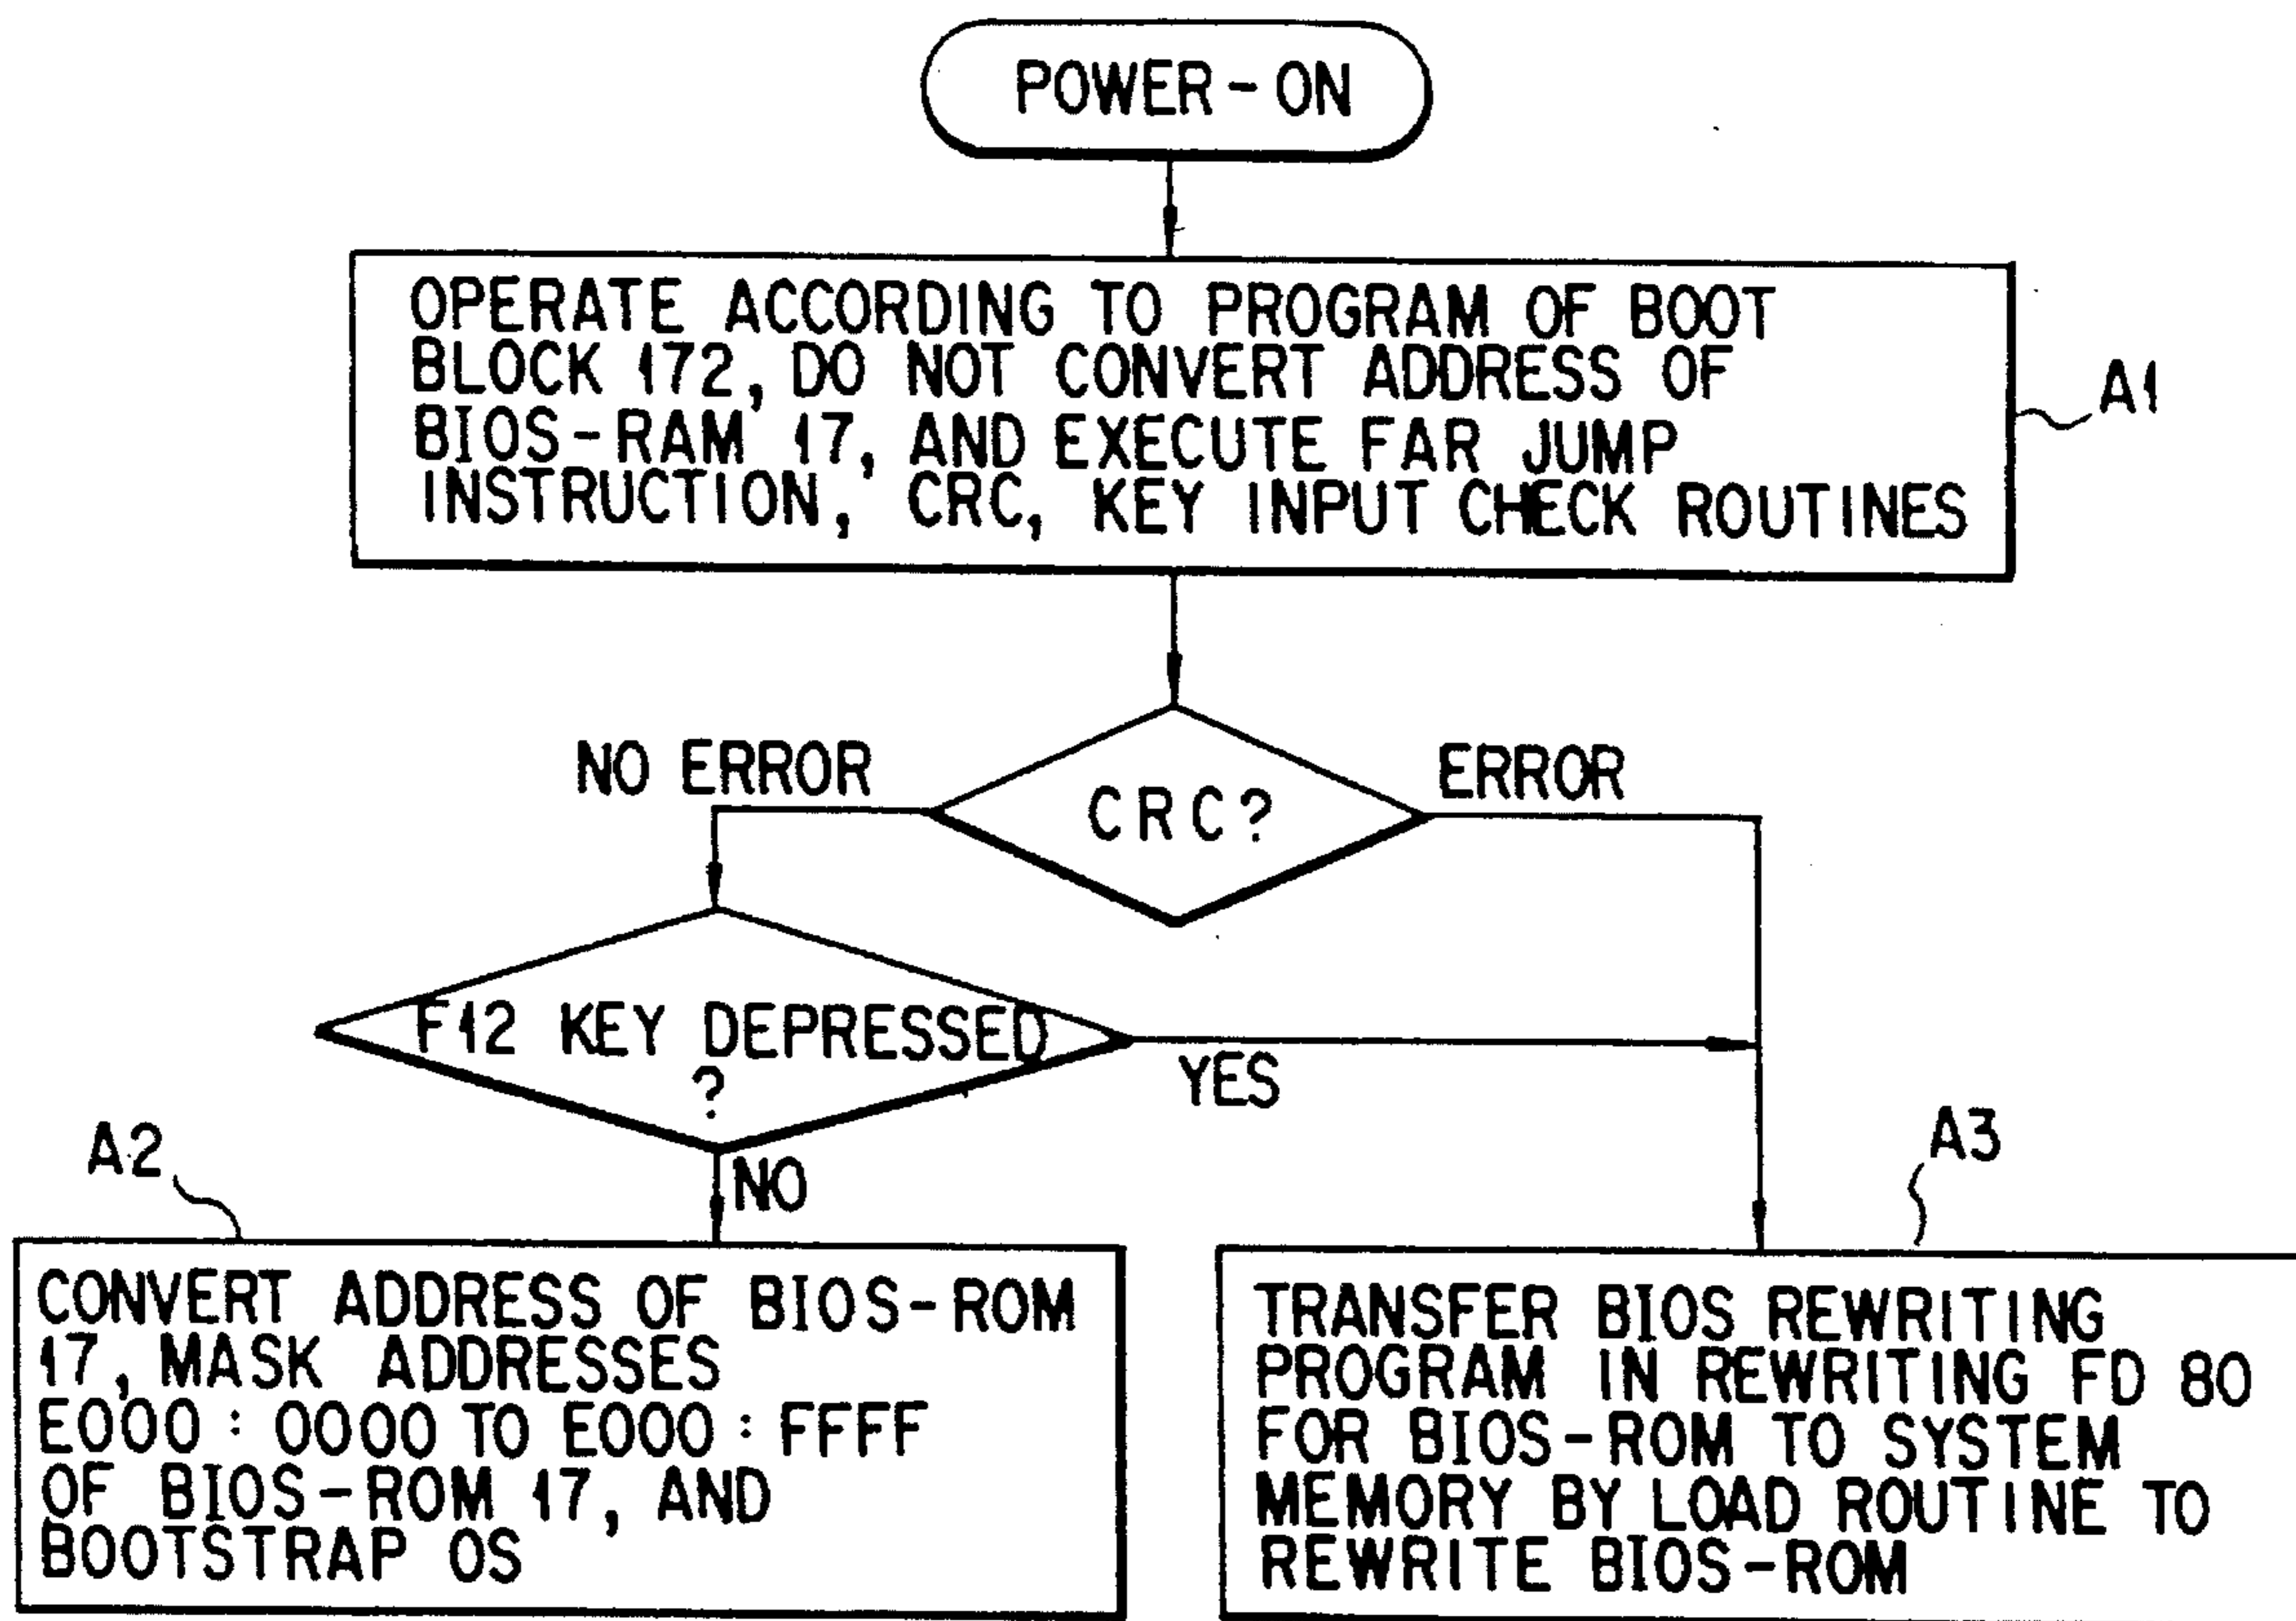 POWER-ON
OPERATE ACCORDING TO PROGRAM OF BOOT
BLOCK 172, DO NOT CONVERT ADDRESS OF
BIOS-RAM 17, AND EXECUTE FAR JUMP
INSTRUCTION, CRC, KEY INPUT CHECK ROUTINES
A1
NO ERROR
CRC?
ERROR
F12 KEY DEPRESSED
?
YES
NO
A2
A3
CONVERT ADDRESS OF BIOS-ROM
17, MASK ADDRESSES
E000 : 0000 TO E000 : FFFF
OF BIOS-ROM 17, AND
BOOTSTRAP OS
TRANSFER BIOS REWRITING
PROGRAM IN REWRITING FD 80
FOR BIOS-ROM TO SYSTEM
MEMORY BY LOAD ROUTINE TO
REWRITE BIOS-ROM